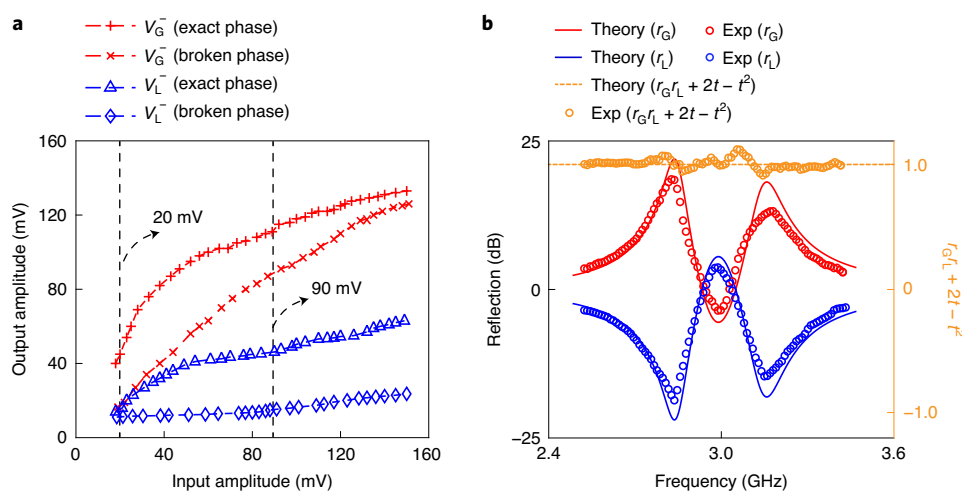 a
V_G^- (exact phase)
V_G^- (broken phase)
V_L^- (exact phase)
V_L^- (broken phase)
160
120
80
40
0
Output amplitude (mV)
20 mV
90 mV
0
40
80
120
160
Input amplitude (mV)
b
Theory (r_G)
Exp (r_G)
Theory (r_L)
Exp (r_L)
Theory (r_G r_L + 2t – t^2)
Exp (r_G r_L + 2t – t^2)
25
0
–25
Reflection (dB)
1.0
0
–1.0
r_G r_L + 2t – t^2
2.4
3.0
3.6
Frequency (GHz)